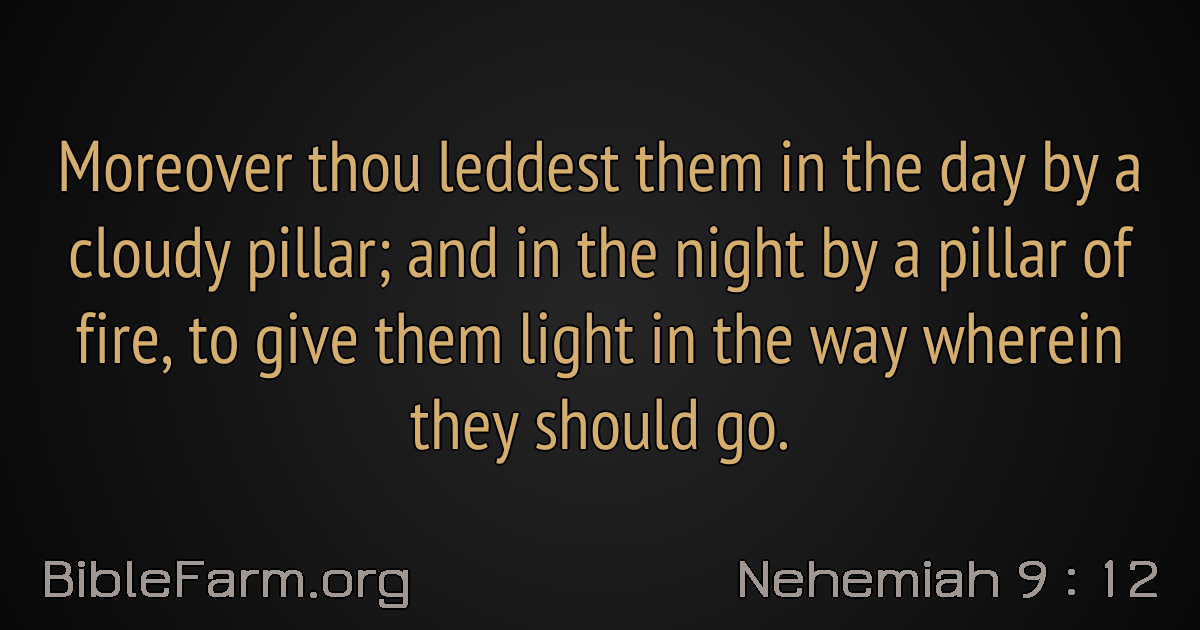 Moreover thou leddest them in the day by a
cloudy pillar; and in the night by a pillar of
fire, to give them light in the way wherein
they should go.
BibleFarm.org
Nehemiah 9 : 12